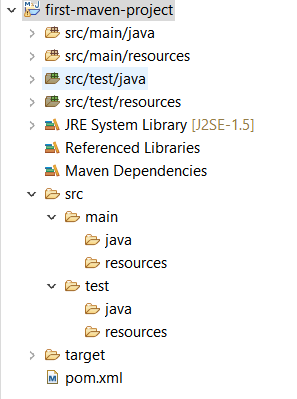 first-maven-project
src/main/java
src/main/resources
src/test/java
src/test/resources
JRE System Library [J2SE-1.5]
Referenced Libraries
Maven Dependencies
src
main
java
resources
test
java
resources
target
pom.xml